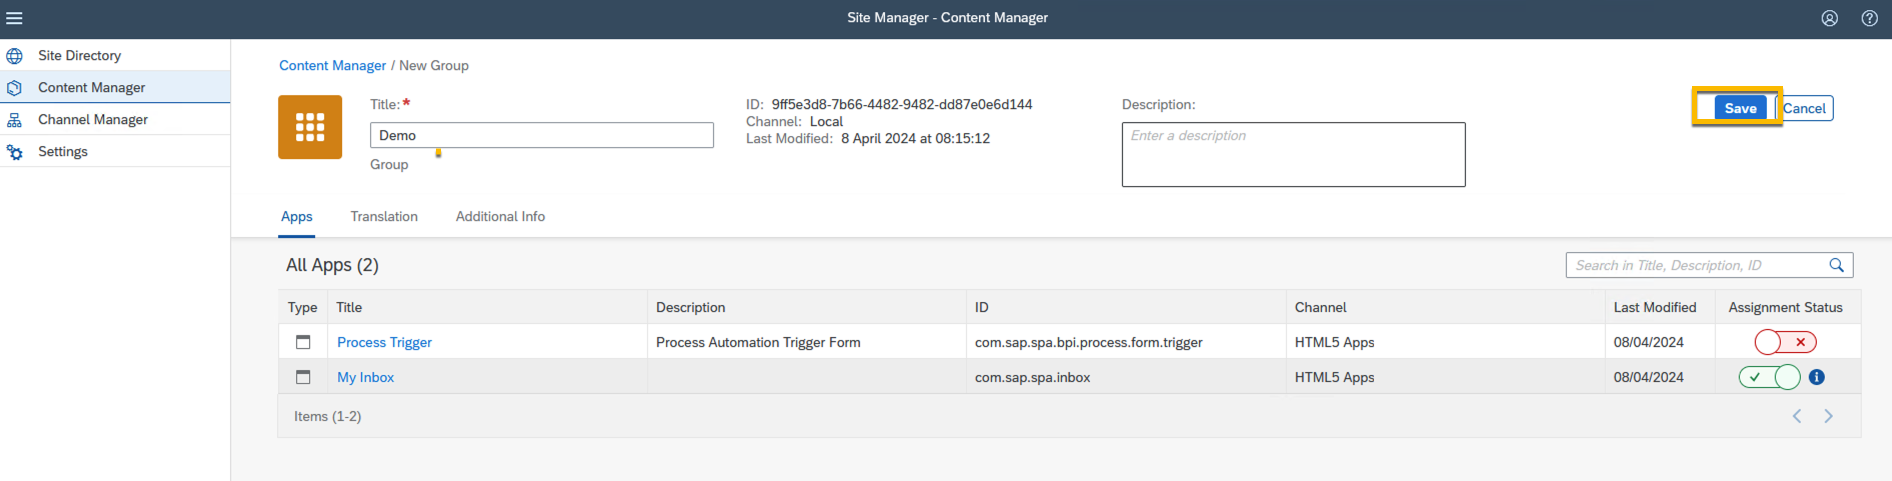 Site Manager - Content Manager
Site Directory
Content Manager
Channel Manager
Settings
Content Manager / New Group
Title:*
Demo
Group
ID: 9ff5e3d8-7b66-4482-9482-dd87e0e6d144
Channel: Local
Last Modified: 8 April 2024 at 08:15:12
Description:
Enter a description
Save
Cancel
Apps
Translation
Additional Info
All Apps (2)
Search in Title, Description, ID
Type Title Description ID Channel Last Modified Assignment Status
Process Trigger Process Automation Trigger Form com.sap.spa.bpi.process.form.trigger HTML5 Apps 08/04/2024
My Inbox com.sap.spa.inbox HTML5 Apps 08/04/2024
Items (1-2)